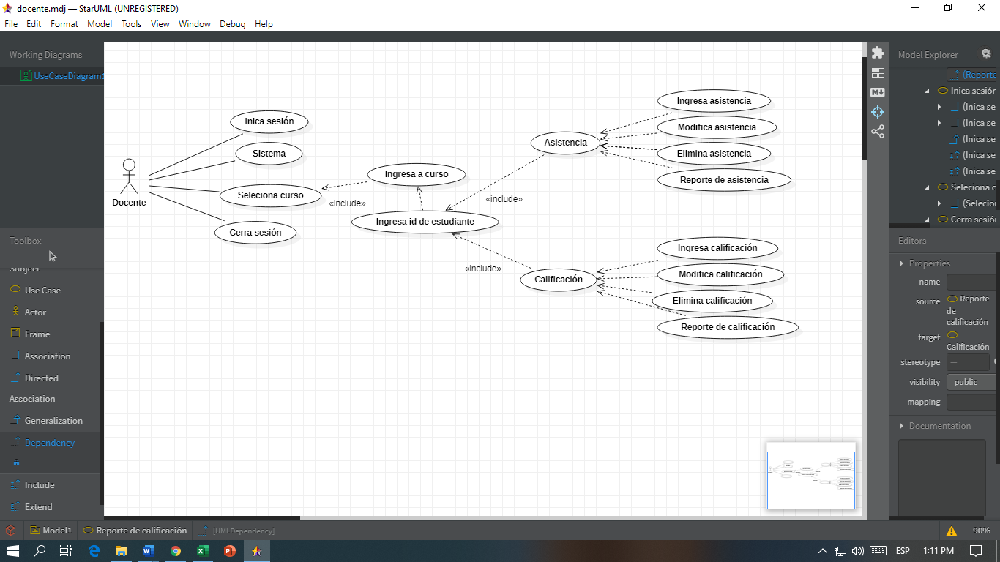 docente.mdj — StarUML (UNREGISTERED)
File Edit Format Model Tools View Window Debug Help
Working Diagrams
UseCaseDiagram1
Toolbox
Subject
Use Case
Actor
Frame
Association
Directed
Association
Generalization
Dependency
Include
Extend
Docente
Inica sesión
Sistema
Seleciona curso
Cerra sesión
Ingresa a curso
«include»
Ingresa id de estudiante
«include»
«include»
Asistencia
Calificación
Ingresa asistencia
Modifica asistencia
Elimina asistencia
Reporte de asistencia
Ingresa calificación
Modifica calificación
Elimina calificación
Reporte de calificación
Model Explorer
(Reporte
Inica sesión
(Inica se
(Inica se
(Inica se
(Inica se
(Inica se
Seleciona c
(Selecion
Cerra sesió
Editors
Properties
name
source Reporte
de
calificación
target
Calificación
stereotype —
visibility public
mapping
Documentation
Model1 Reporte de calificación [UMLDependency]
90%
ESP 1:11 PM